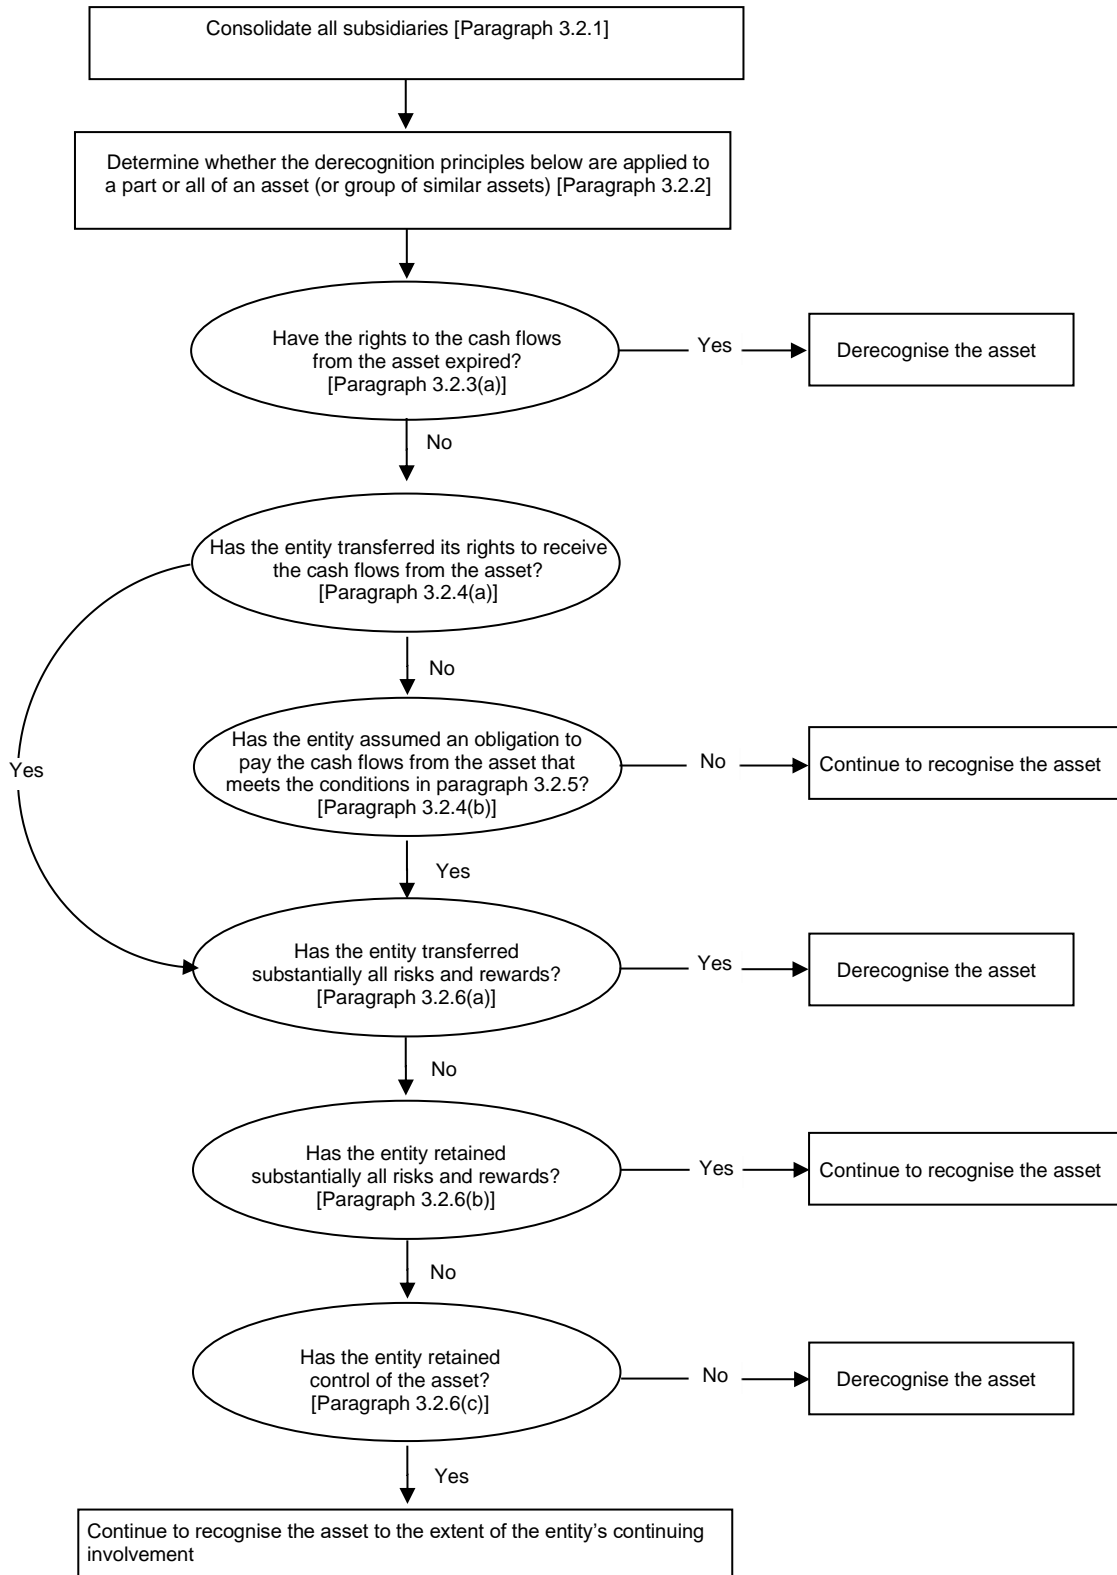 Consolidate all subsidiaries [Paragraph 3.2.1]
Determine whether the derecognition principles below are applied to
a part or all of an asset (or group of similar assets) [Paragraph 3.2.2]
Have the rights to the cash flows
from the asset expired?
[Paragraph 3.2.3(a)]
Yes
Derecognise the asset
No
Has the entity transferred its rights to receive
the cash flows from the asset?
[Paragraph 3.2.4(a)]
No
Yes
Has the entity assumed an obligation to
pay the cash flows from the asset that
meets the conditions in paragraph 3.2.5?
[Paragraph 3.2.4(b)]
No
Continue to recognise the asset
Yes
Has the entity transferred
substantially all risks and rewards?
[Paragraph 3.2.6(a)]
Yes
Derecognise the asset
No
Has the entity retained
substantially all risks and rewards?
[Paragraph 3.2.6(b)]
Yes
Continue to recognise the asset
No
Has the entity retained
control of the asset?
[Paragraph 3.2.6(c)]
No
Derecognise the asset
Yes
Continue to recognise the asset to the extent of the entity’s continuing
involvement